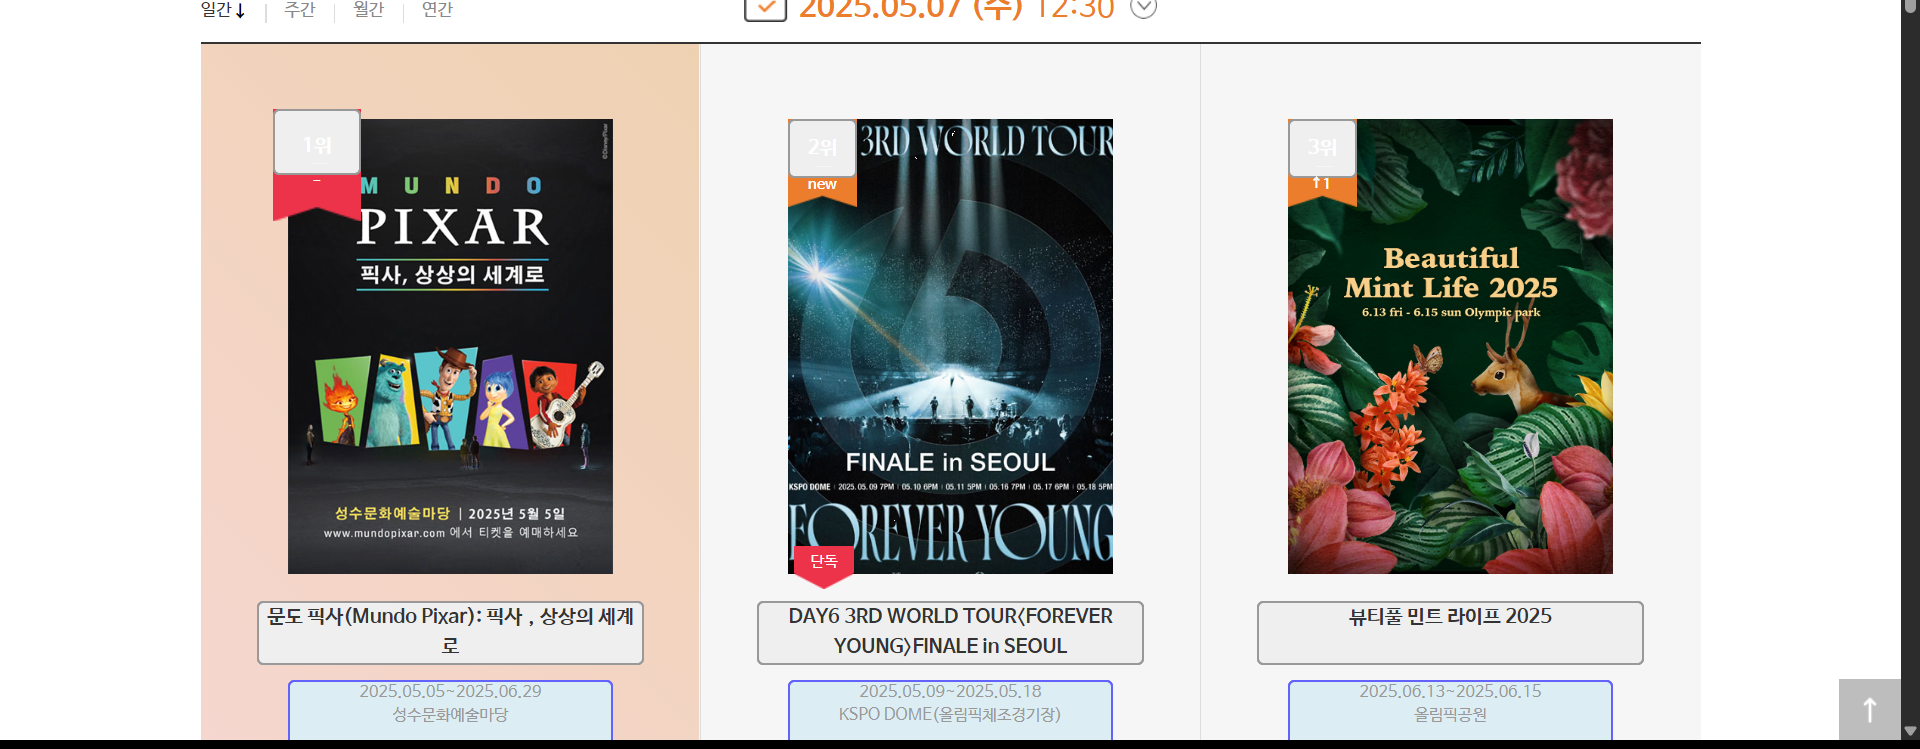 일간↓ 주간 월간 연간
2025.05.07 (수) 12:30
1위
-
©Disney/Pixar
MUNDO
PIXAR
픽사, 상상의 세계로
성수문화예술마당 | 2025년 5월 5일
www.mundopixar.com 에서 티켓을 예매하세요
문도 픽사(Mundo Pixar): 픽사 , 상상의 세계
로
2025.05.05~2025.06.29
성수문화예술마당
2위
new
3RD WORLD TOUR
FINALE in SEOUL
KSPO DOME | 2025. 05. 09 7PM | 05. 10 6PM | 05. 11 5PM | 05. 16 7PM | 05. 17 6PM | 05. 18 5PM
FOREVER YOUNG
단독
DAY6 3RD WORLD TOUR〈FOREVER
YOUNG〉FINALE in SEOUL
2025.05.09~2025.05.18
KSPO DOME(올림픽체조경기장)
3위
↑1
Beautiful
Mint Life 2025
6.13 fri - 6.15 sun Olympic park
뷰티풀 민트 라이프 2025
2025.06.13~2025.06.15
올림픽공원
↑